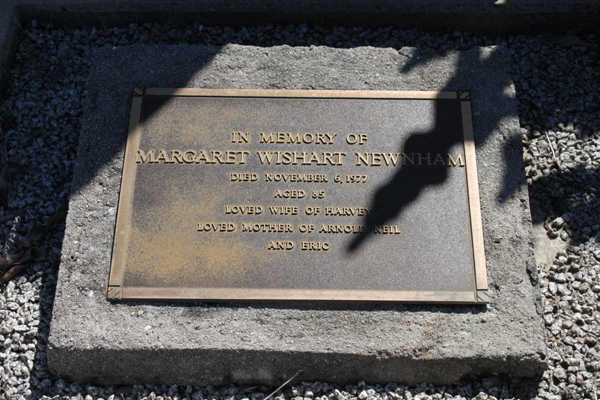 IN MEMORY OF
MARGARET WISHART NEWNHAM
DIED NOVEMBER 6, 1977
AGED 85
LOVED WIFE OF HARVEY
LOVED MOTHER OF ARNOLD, NEIL
AND ERIC